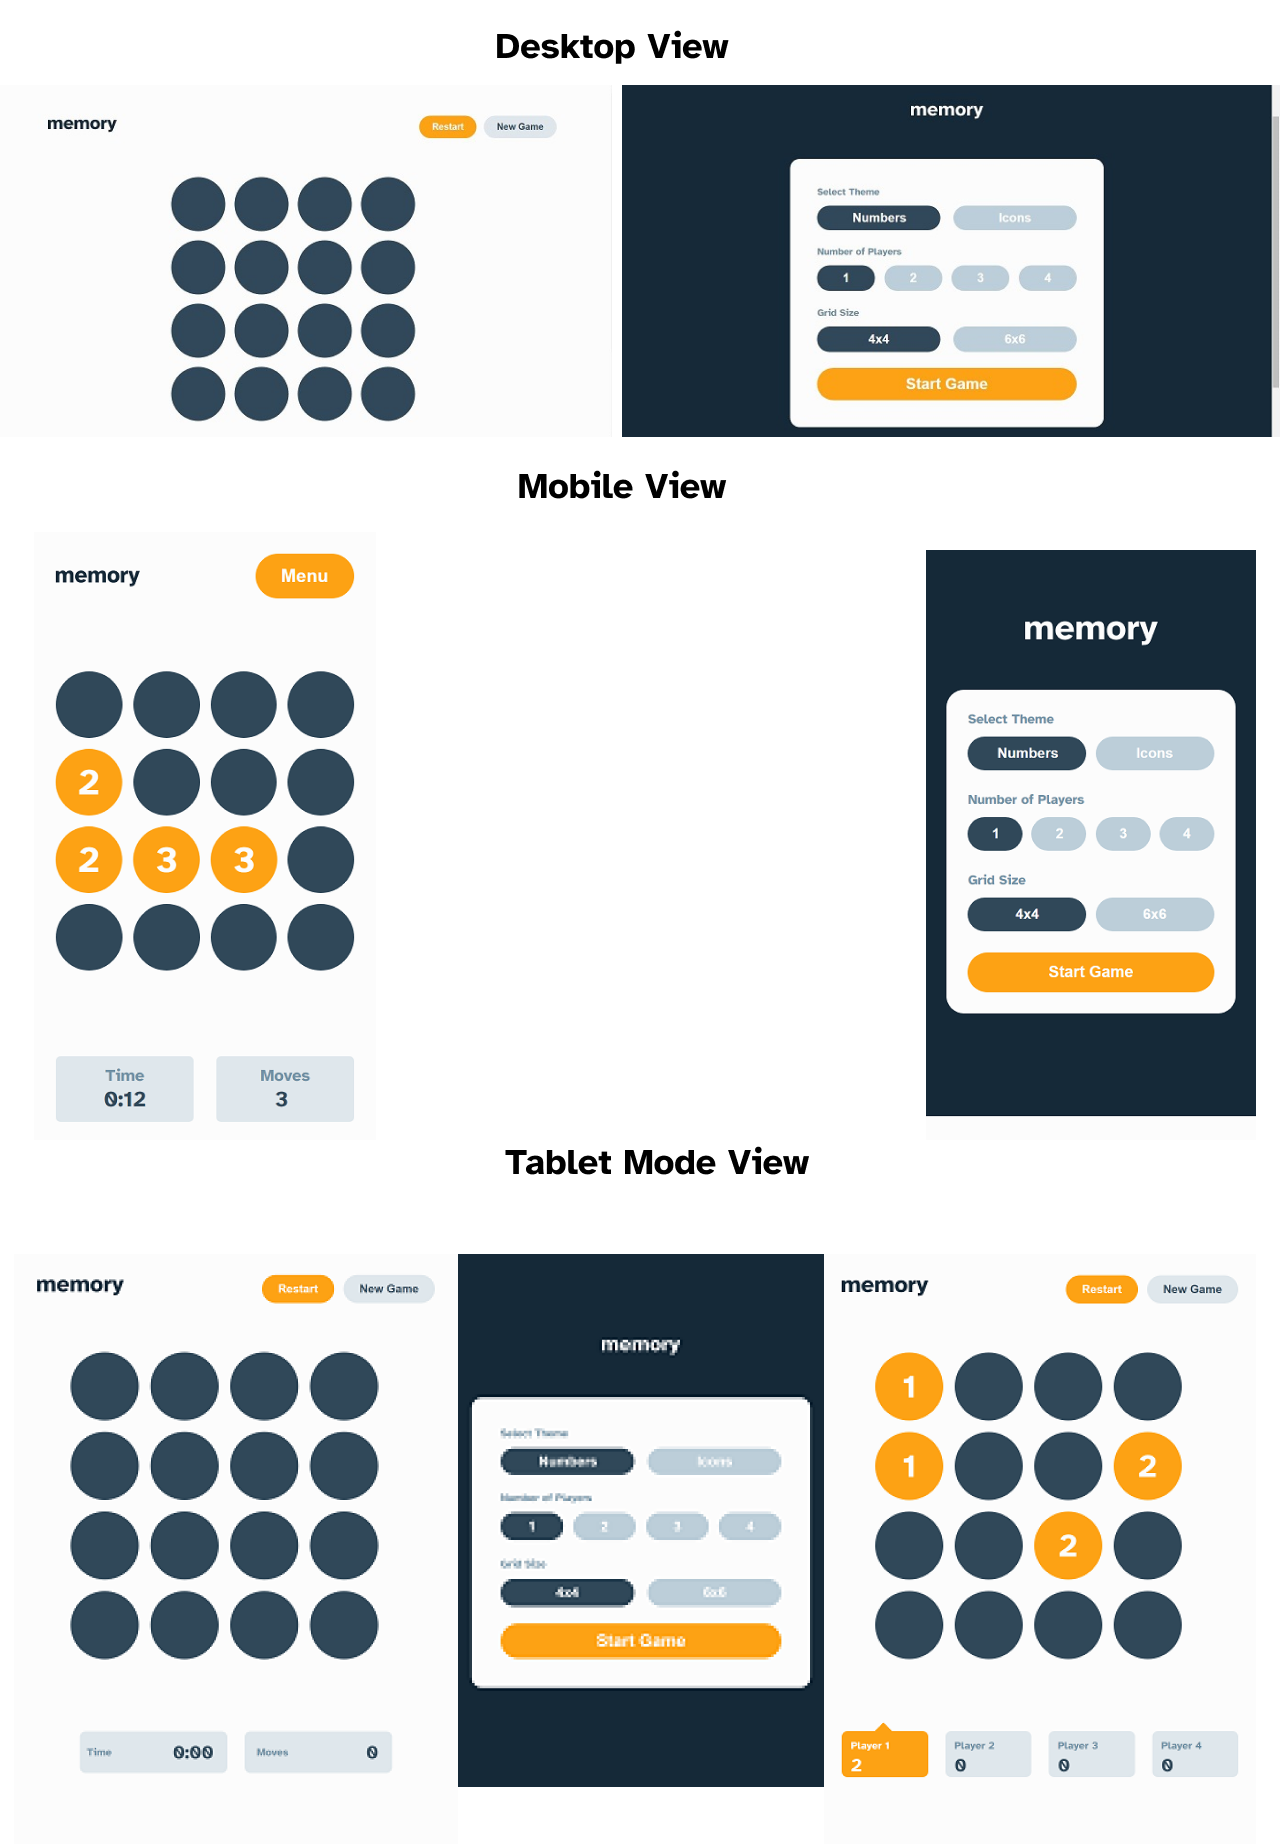 Desktop View
memory
Restart New Game
memory
Select Theme
Numbers Icons
Number of Players
1 2 3 4
Grid Size
4x4 6x6
Start Game
Mobile View
memory Menu
2
2 3 3
Time Moves
0:12 3
memory
Select Theme
Numbers Icons
Number of Players
1 2 3 4
Grid Size
4x4 6x6
Start Game
Tablet Mode View
memory Restart New Game
Time 0:00 Moves 0
memory
Select Theme
Numbers Icons
Number of Players
1 2 3 4
Grid Size
4x4 6x6
Start Game
memory Restart New Game
1
1 2
2
Player 1 Player 2 Player 3 Player 4
2 0 0 0